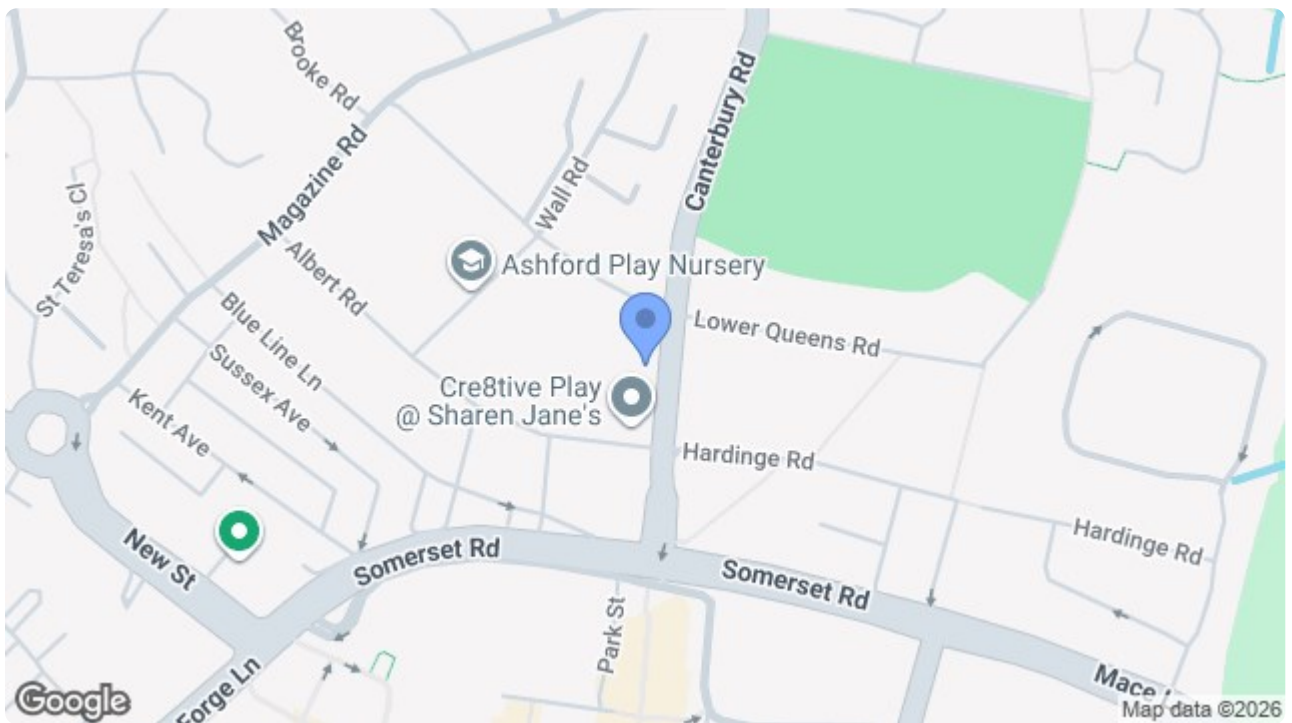 Brooke Rd
Canterbury Rd
Magazine Rd
Wall Rd
St Teresa's Cl
Albert Rd
Ashford Play Nursery
Blue Line Ln
Lower Queens Rd
Sussex Ave
Cre8tive Play
@ Sharen Jane's
Kent Ave
Hardinge Rd
Hardinge Rd
New St
Somerset Rd
Somerset Rd
Park St
Forge Ln
Mace
Google
Map data ©2026